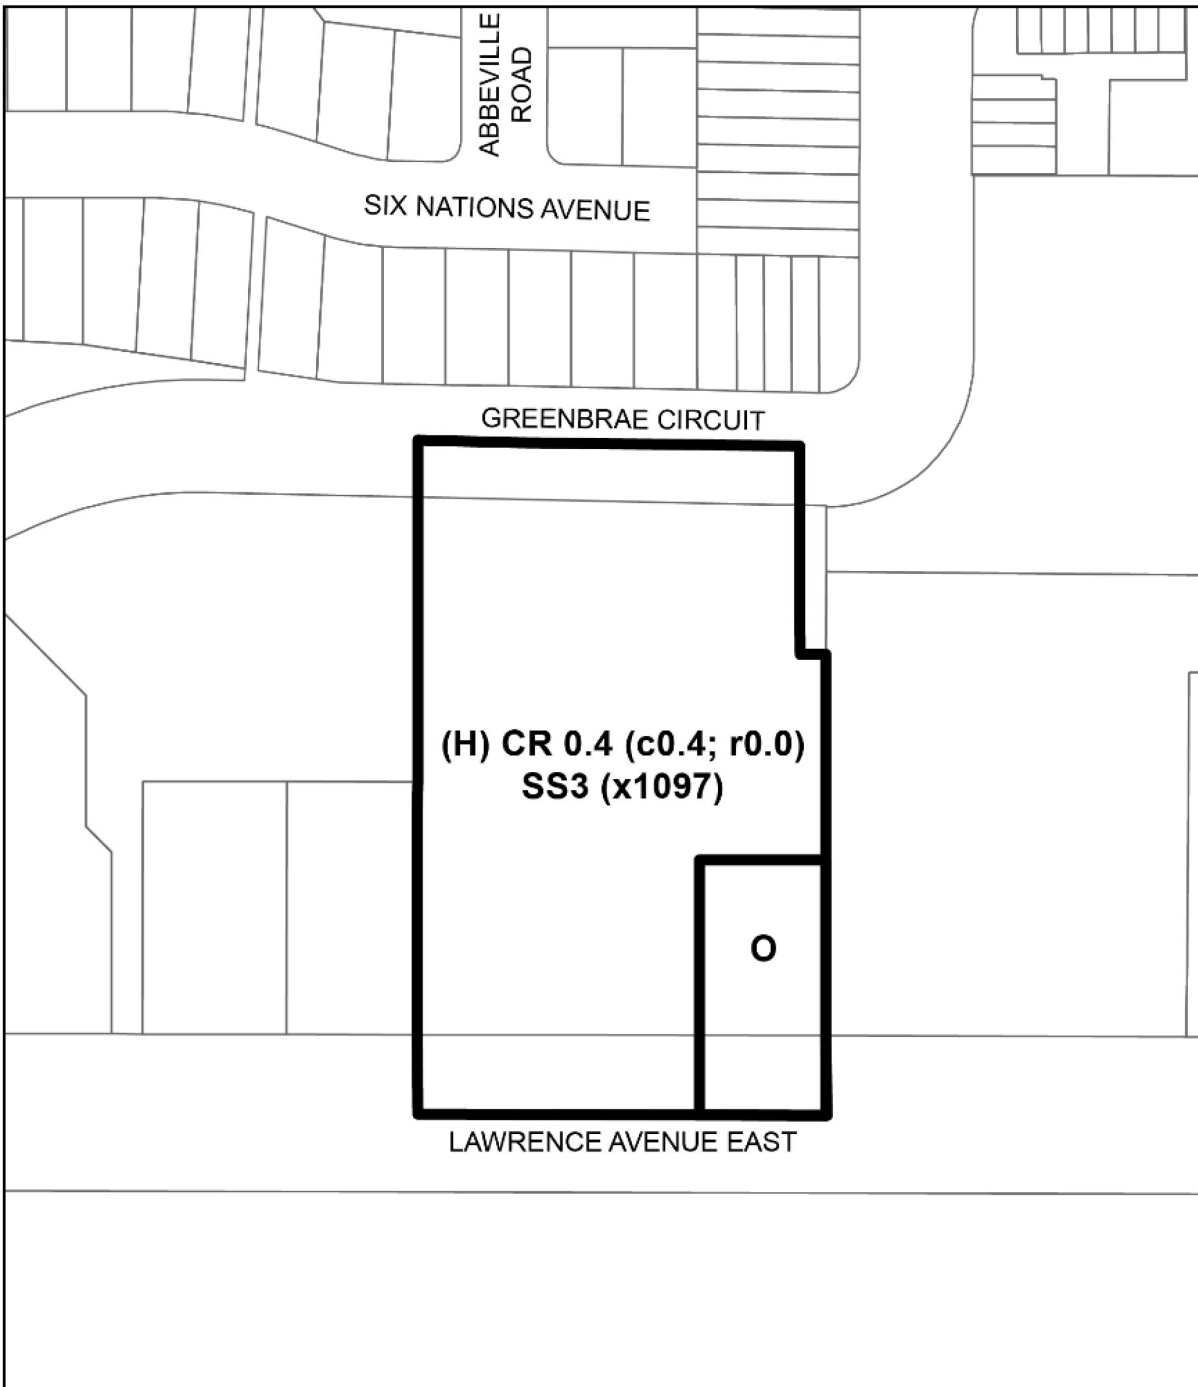 ABBEVILLE
ROAD
SIX NATIONS AVENUE
GREENBRAE CIRCUIT
(H) CR 0.4 (c0.4; r0.0)
SS3 (x1097)
O
LAWRENCE AVENUE EAST